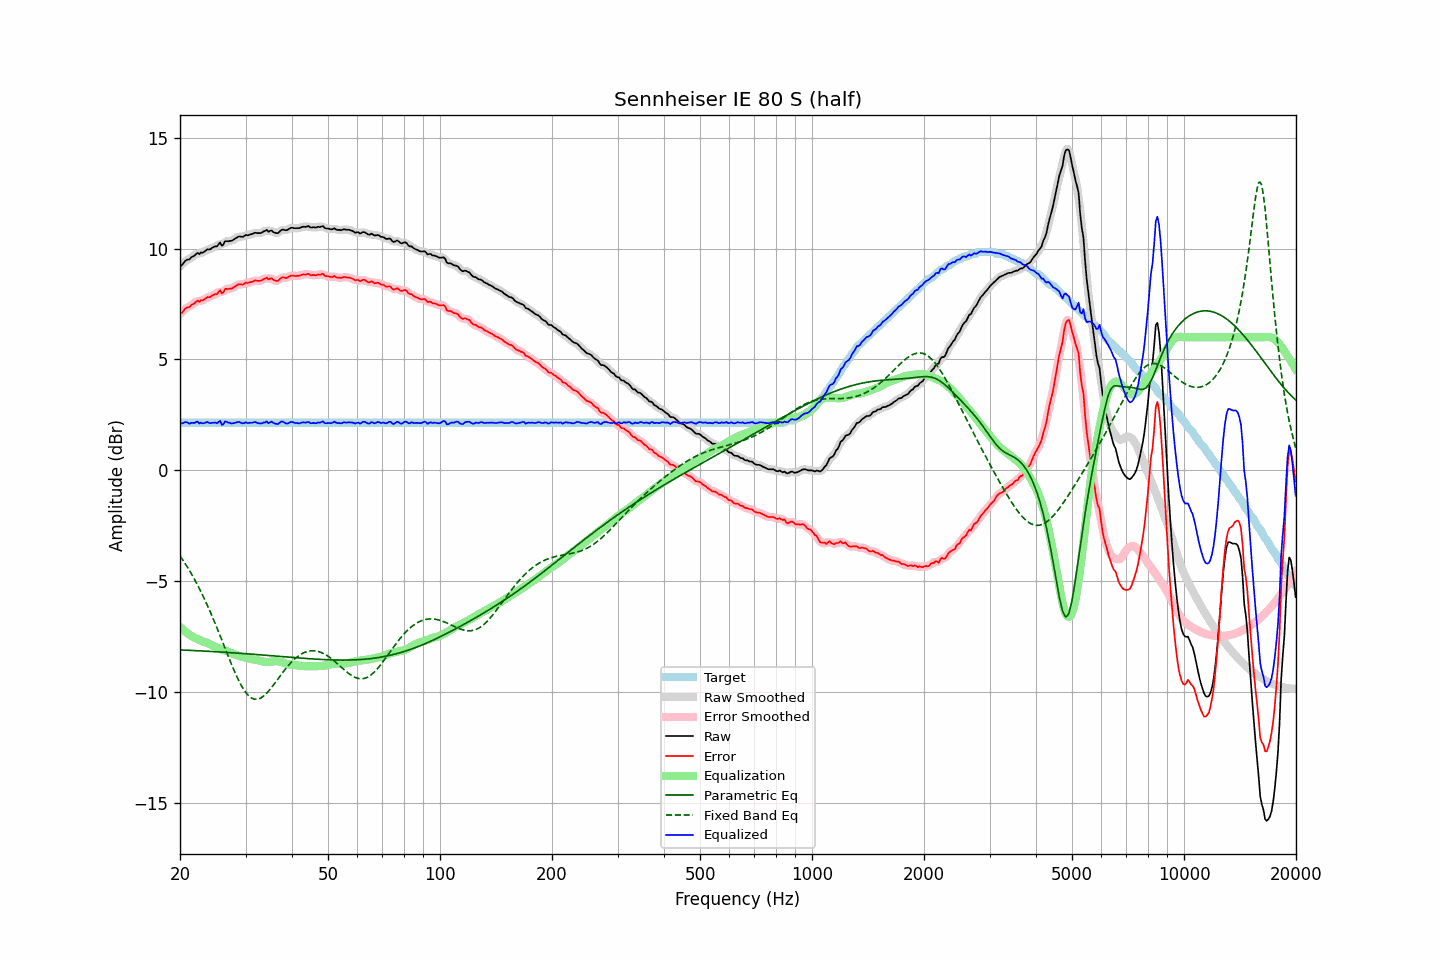 Sennheiser IE 80 S (half)
15
10
5
0
−5
−10
−15
Amplitude (dBr)
Target
Raw Smoothed
Error Smoothed
Raw
Error
Equalization
Parametric Eq
Fixed Band Eq
Equalized
20 50 100 200 500 1000 2000 5000 10000 20000
Frequency (Hz)